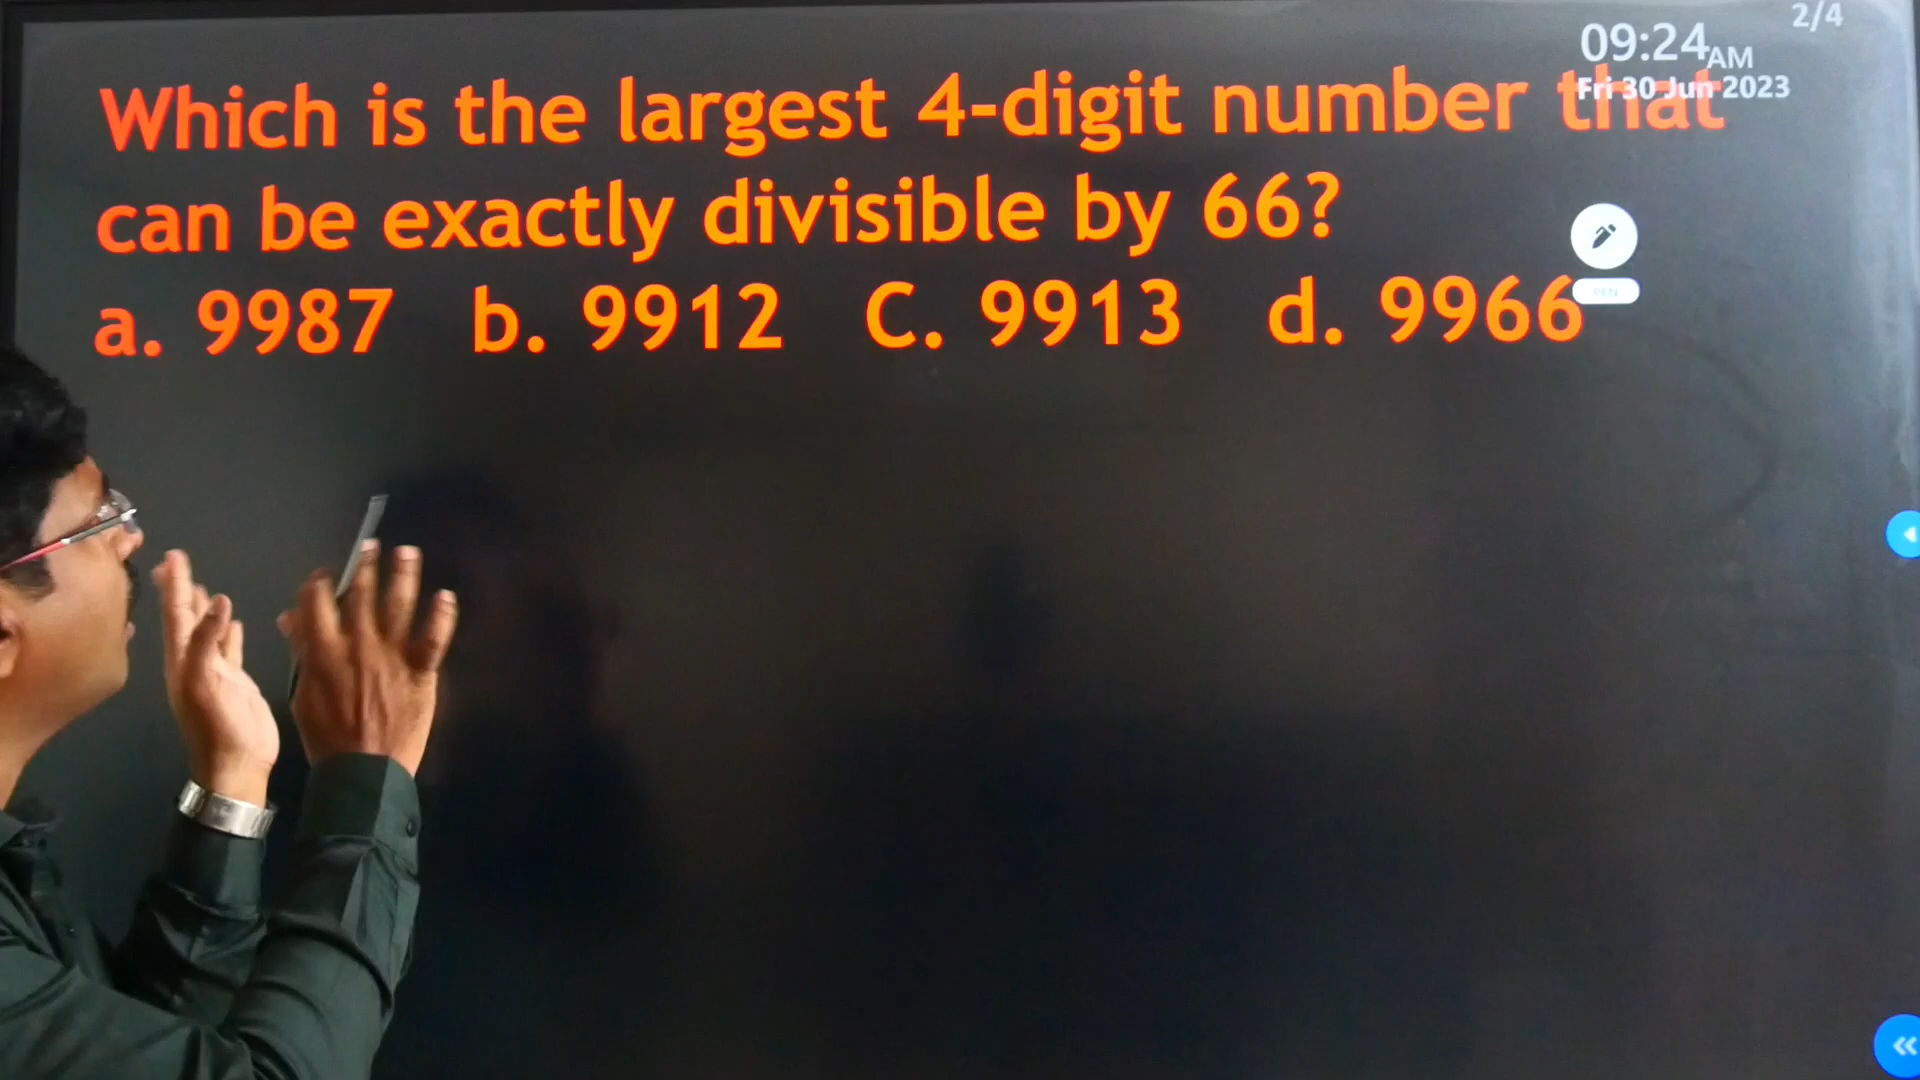 2/4
09:24AM
Fri 30 Jun 2023
Which is the largest 4-digit number that
can be exactly divisible by 66?
a. 9987 b. 9912 C. 9913 d. 9966
PEN